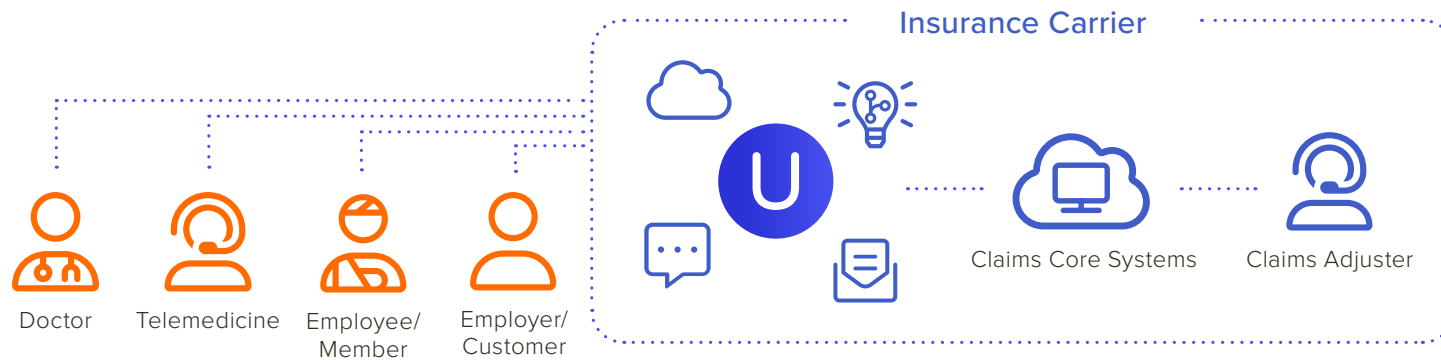 Insurance Carrier
U
Claims Core Systems
Claims Adjuster
Doctor
Telemedicine
Employee/
Member
Employer/
Customer